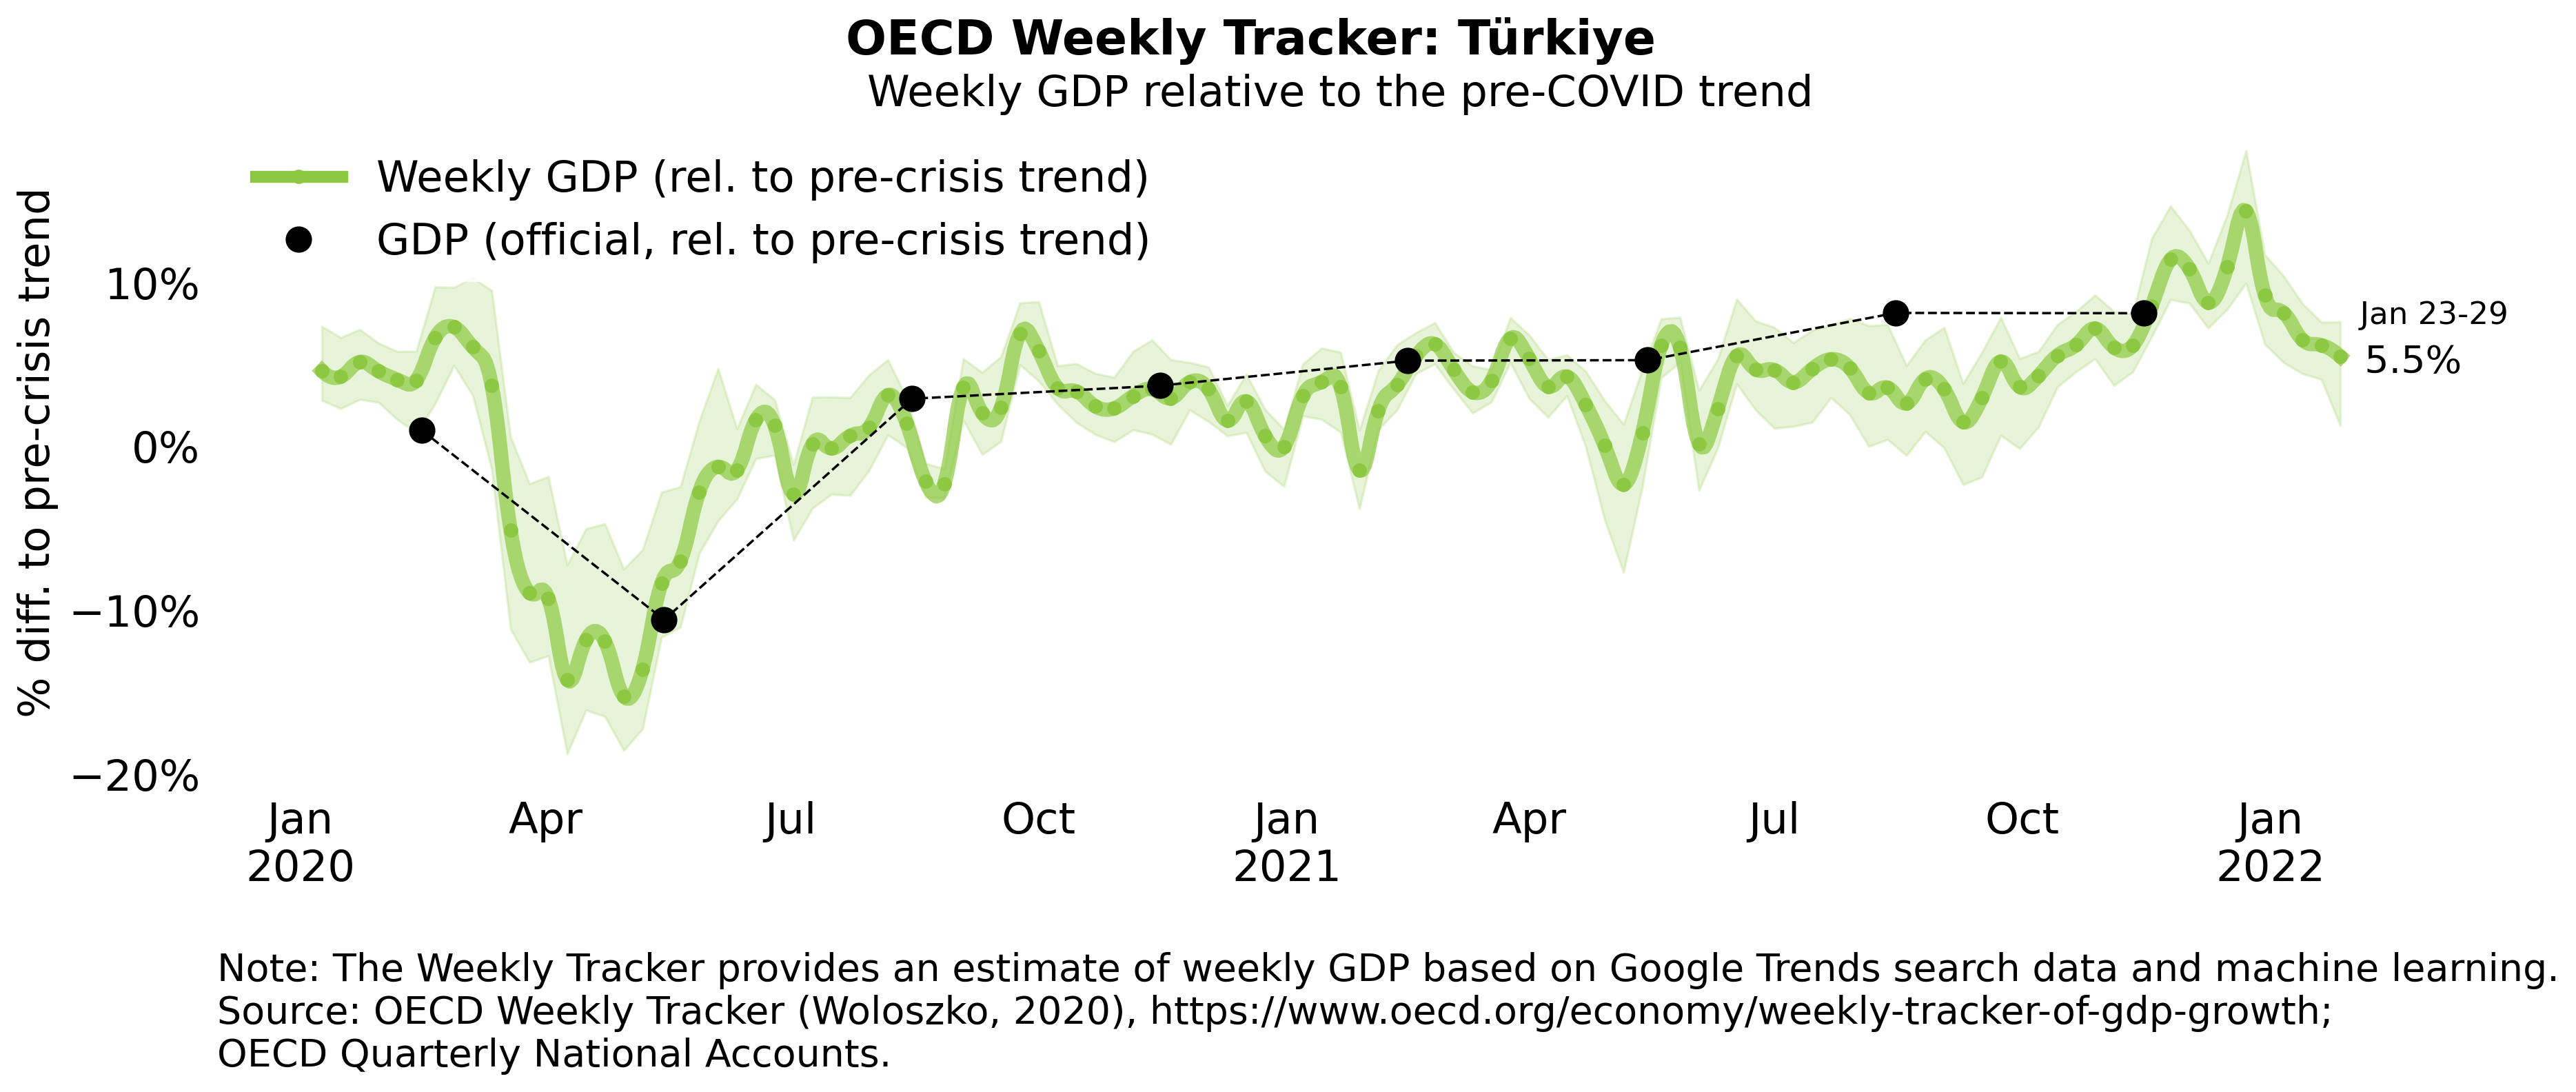 OECD Weekly Tracker: Türkiye
Weekly GDP relative to the pre-COVID trend
Weekly GDP (rel. to pre-crisis trend)
GDP (official, rel. to pre-crisis trend)
% diff. to pre-crisis trend
10%
0%
−10%
−20%
Jan 23-29
5.5%
Jan Apr Jul Oct Jan Apr Jul Oct Jan
2020 2021 2022
Note: The Weekly Tracker provides an estimate of weekly GDP based on Google Trends search data and machine learning.
Source: OECD Weekly Tracker (Woloszko, 2020), https://www.oecd.org/economy/weekly-tracker-of-gdp-growth;
OECD Quarterly National Accounts.